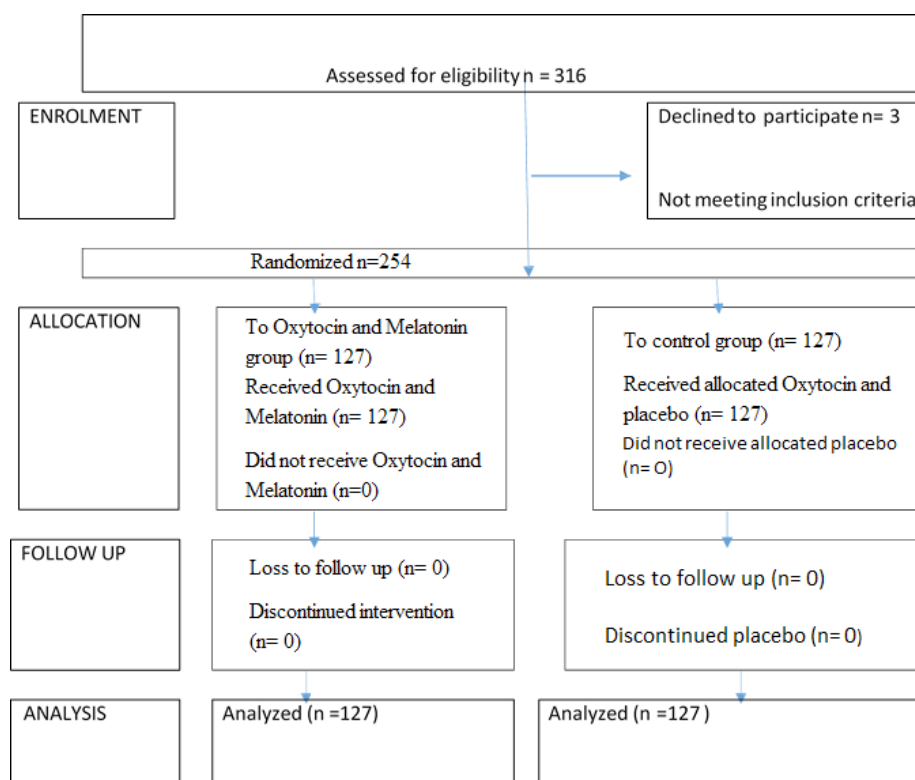 Assessed for eligibility n = 316
ENROLMENT
Declined to participate n= 3
Not meeting inclusion criteria
Randomized n=254
ALLOCATION
To Oxytocin and Melatonin
group (n= 127)
Received Oxytocin and
Melatonin (n= 127)
Did not receive Oxytocin and
Melatonin (n=0)
To control group (n= 127)
Received allocated Oxytocin and
placebo (n= 127)
Did not receive allocated placebo
(n= O)
FOLLOW UP
Loss to follow up (n= 0)
Discontinued intervention
(n= 0)
Loss to follow up (n= 0)
Discontinued placebo (n= 0)
ANALYSIS
Analyzed (n =127)
Analyzed (n =127 )